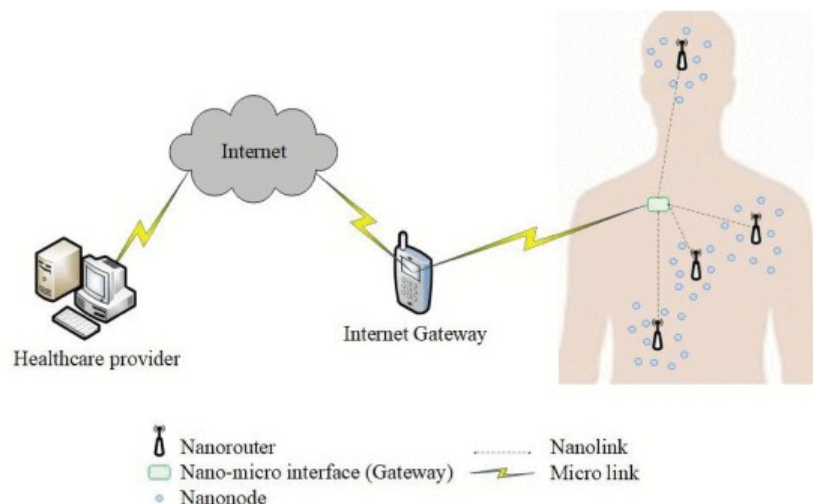 Internet
Internet Gateway
Healthcare provider
Nanorouter
Nanolink
Nano-micro interface (Gateway)
Micro link
Nanonode